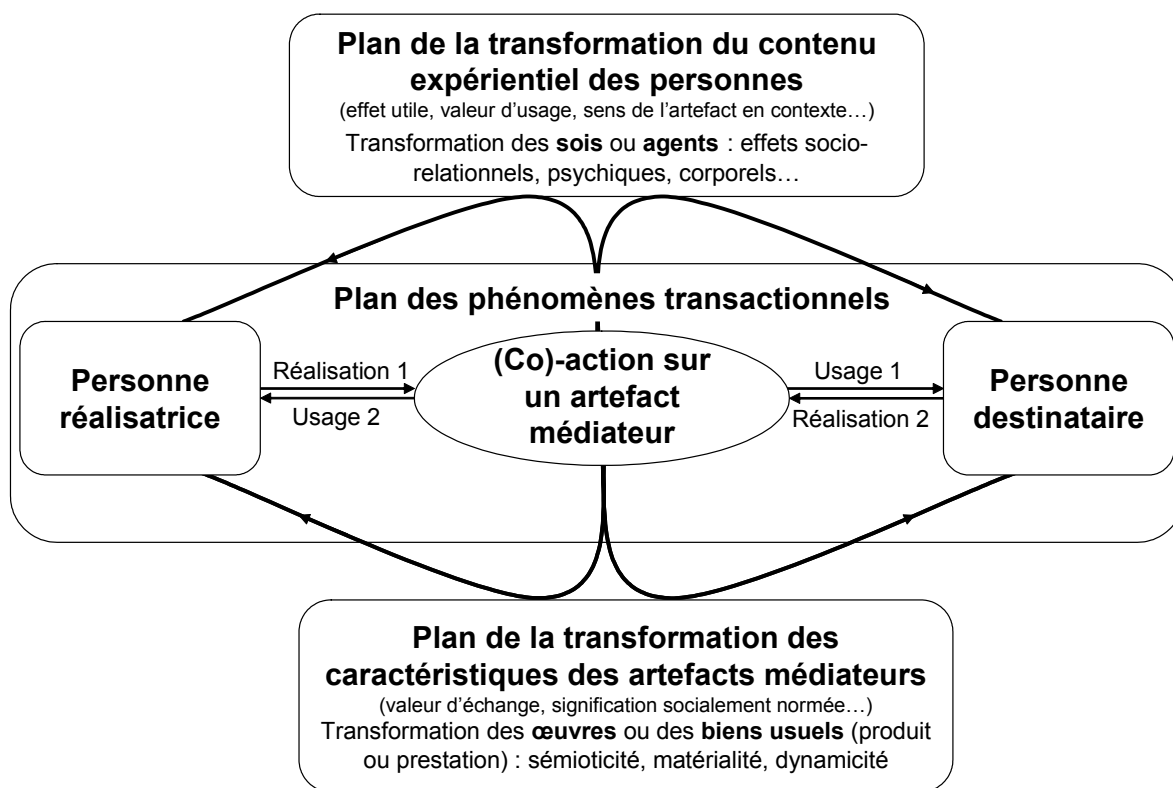 Plan de la transformation du contenu
expérientiel des personnes
(effet utile, valeur d’usage, sens de l’artefact en contexte…)
Transformation des sois ou agents : effets socio-
relationnels, psychiques, corporels…
Plan des phénomènes transactionnels
Personne
réalisatrice
Réalisation 1
Usage 2
(Co)-action sur
un artefact
médiateur
Usage 1
Réalisation 2
Personne
destinataire
Plan de la transformation des
caractéristiques des artefacts médiateurs
(valeur d’échange, signification socialement normée…)
Transformation des œuvres ou des biens usuels (produit
ou prestation) : sémioticité, matérialité, dynamicité